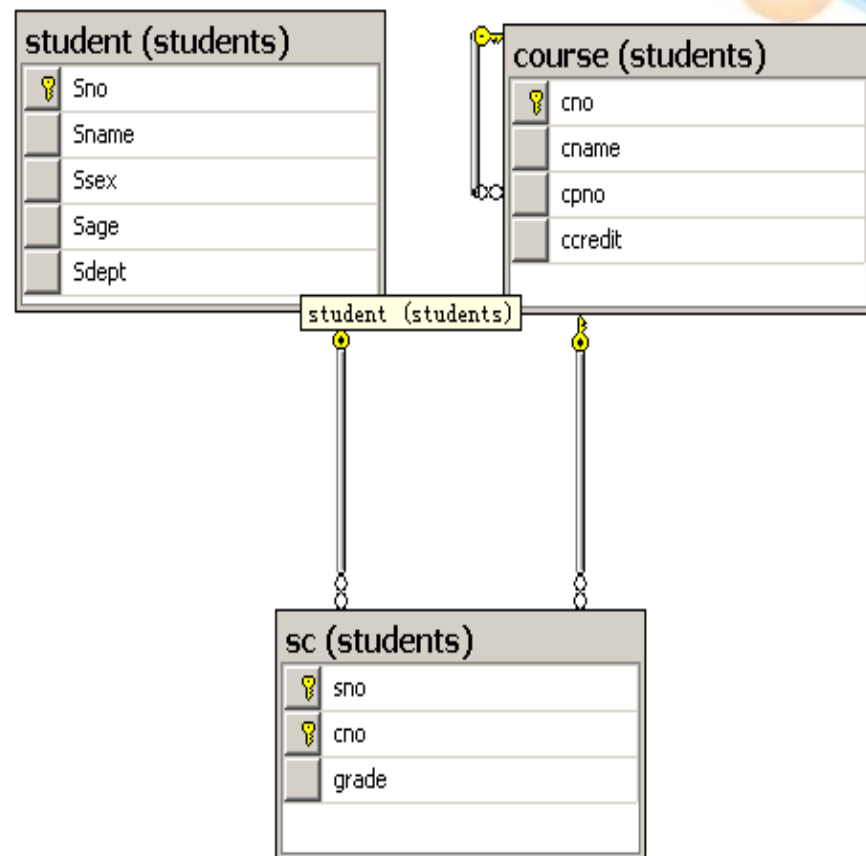 student (students)
Sno
Sname
Ssex
Sage
Sdept
student (students)
course (students)
cno
cname
cpno
ccredit
sc (students)
sno
cno
grade